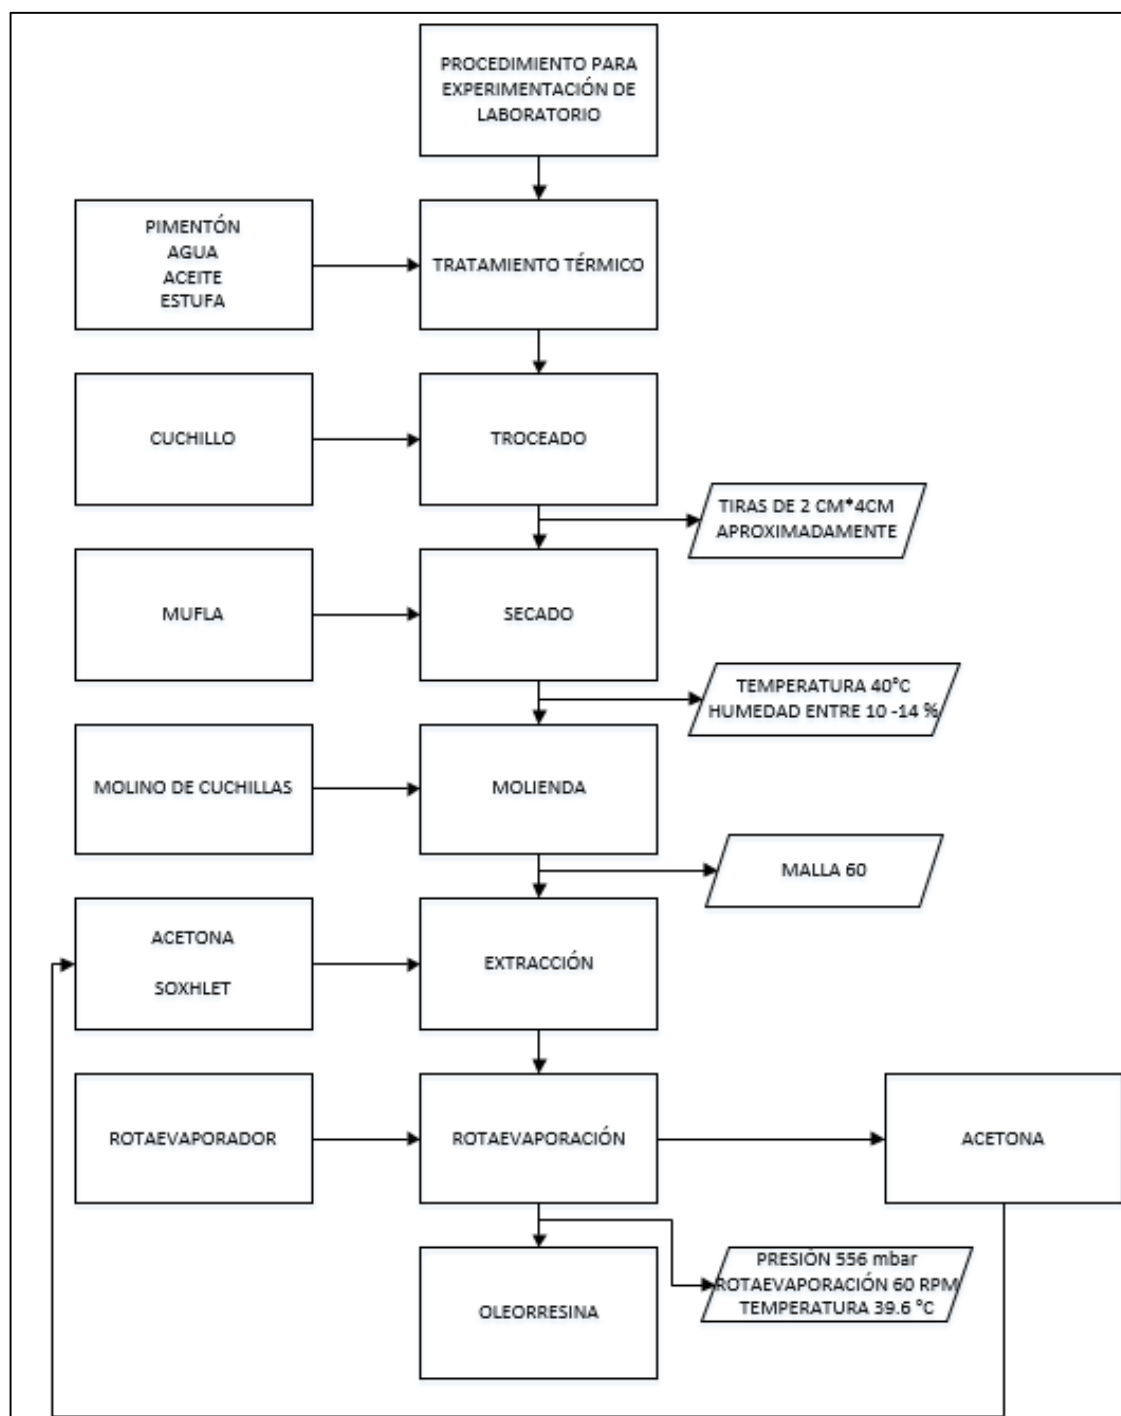 PROCEDIMIENTO PARA
EXPERIMENTACIÓN DE
LABORATORIO
PIMENTÓN
AGUA
ACEITE
ESTUFA
TRATAMIENTO TÉRMICO
CUCHILLO
TROCEADO
TIRAS DE 2 CM*4CM
APROXIMADAMENTE
MUFLA
SECADO
TEMPERATURA 40°C
HUMEDAD ENTRE 10 -14 %
MOLINO DE CUCHILLAS
MOLIENDA
MALLA 60
ACETONA
SOXHLET
EXTRACCIÓN
ROTAEVAPORADOR
ROTAEVAPORACIÓN
ACETONA
OLEORRESINA
PRESIÓN 556 mbar
ROTAEVAPORACIÓN 60 RPM
TEMPERATURA 39.6 °C